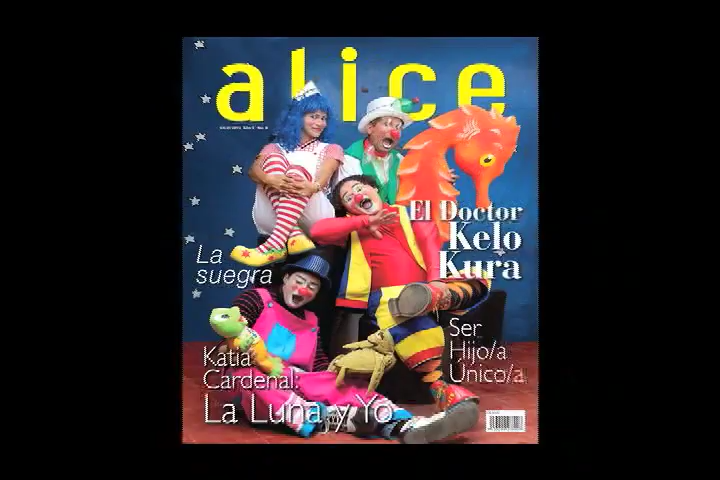 alice
El Doctor
Kelo
Kura
La
suegra
Ser
Hijo/a
Único/a
Katia
Cardenal:
La Luna y Yo